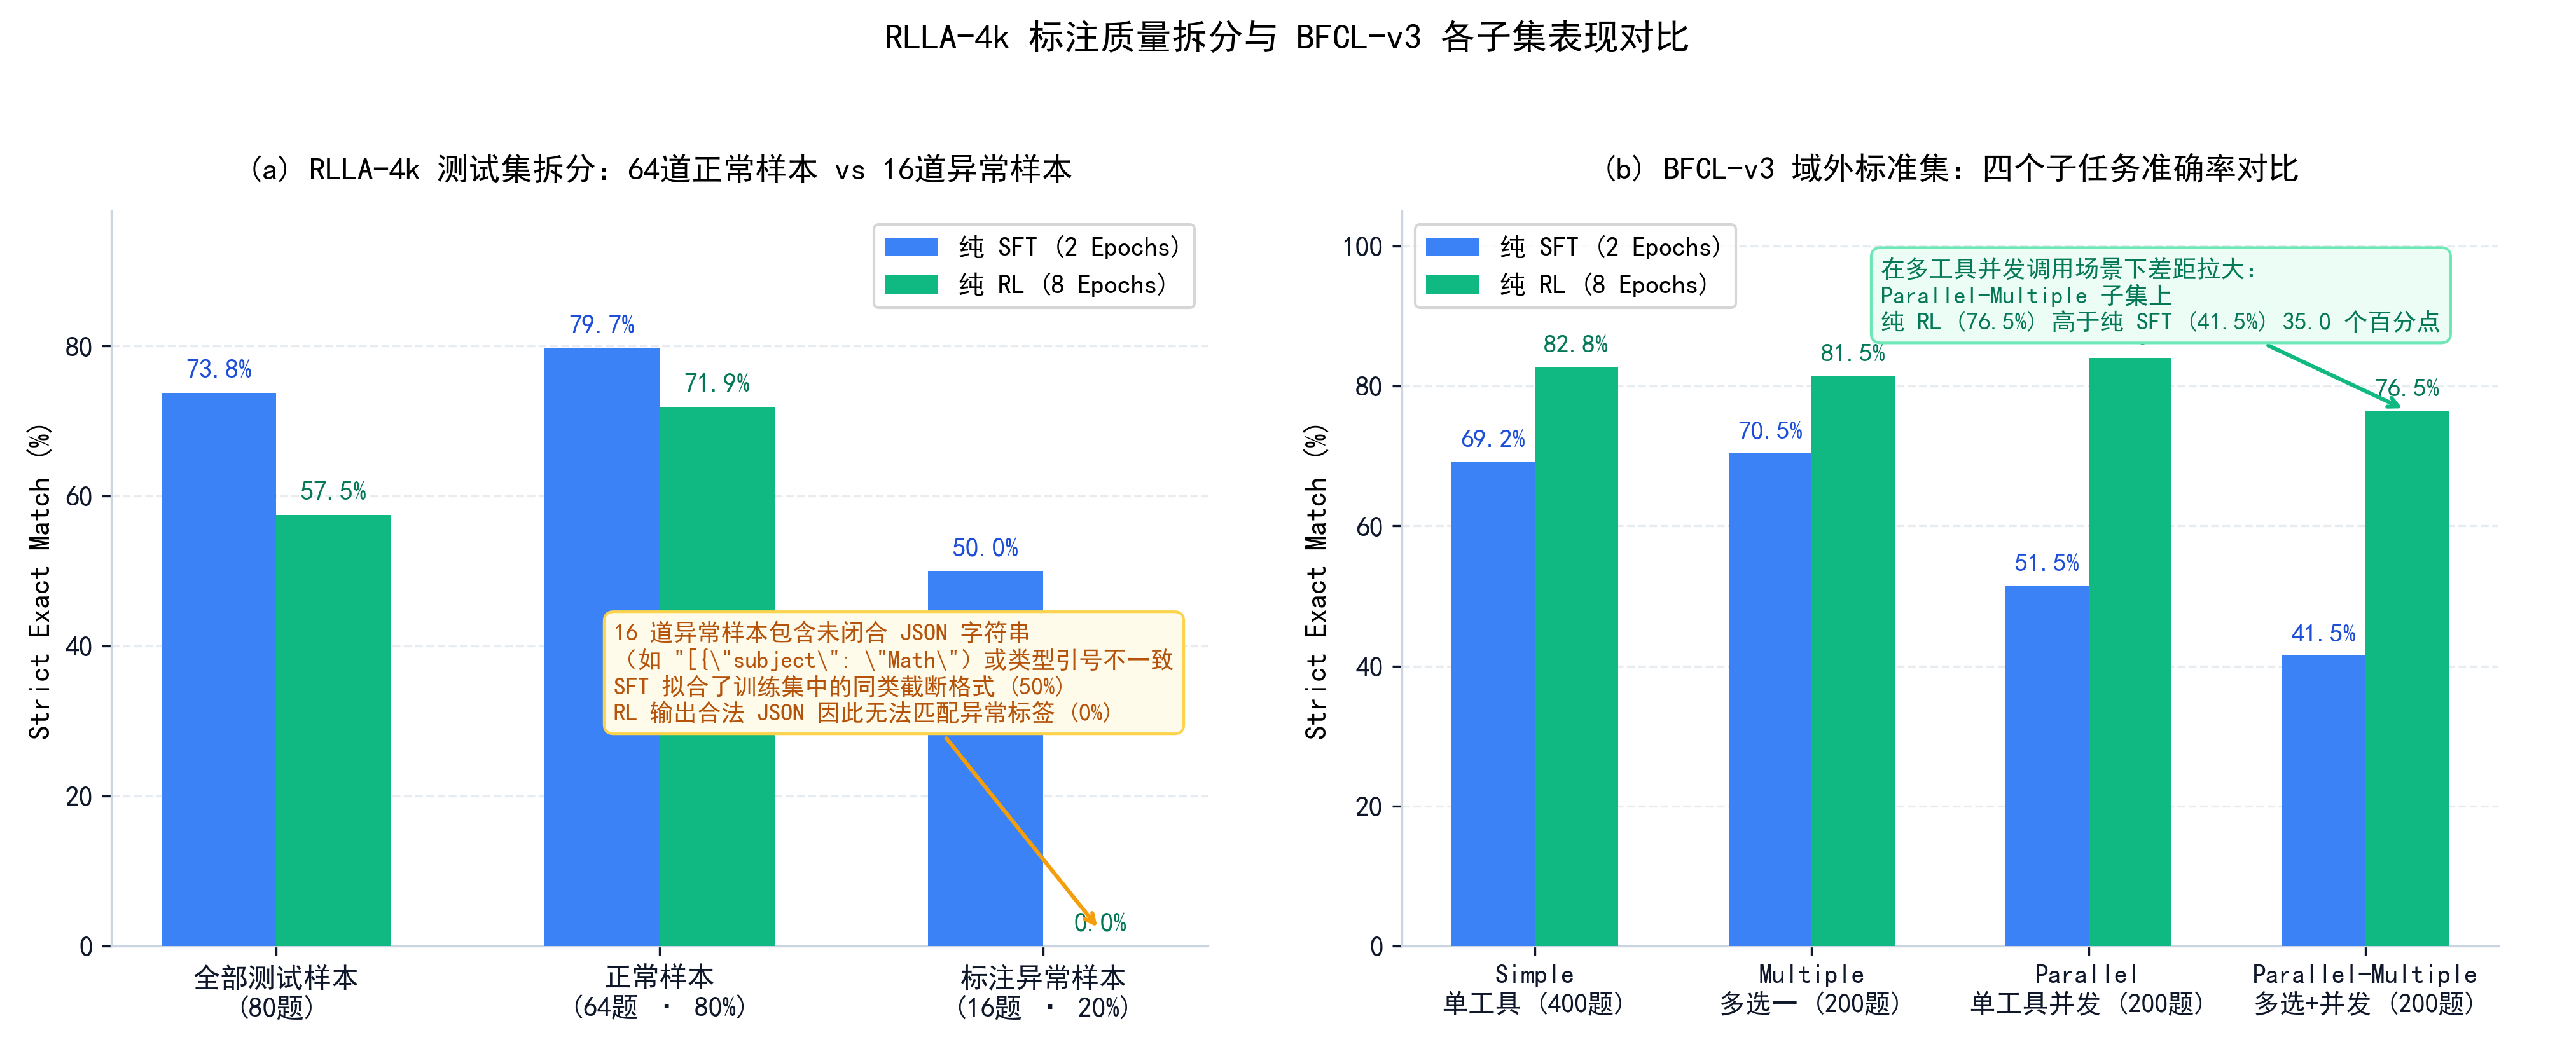 RLLA-4k 标注质量拆分与 BFCL-v3 各子集表现对比
(a) RLLA-4k 测试集拆分：64道正常样本 vs 16道异常样本
纯 SFT (2 Epochs)
纯 RL (8 Epochs)
Strict Exact Match (%)
80
60
40
20
0
73.8%
57.5%
79.7%
71.9%
50.0%
0.0%
16 道异常样本包含未闭合 JSON 字符串
（如 "[{\"subject\": \"Math\"）或类型引号不一致
SFT 拟合了训练集中的同类截断格式 (50%)
RL 输出合法 JSON 因此无法匹配异常标签 (0%)
全部测试样本
(80题)
正常样本
(64题 · 80%)
标注异常样本
(16题 · 20%)
(b) BFCL-v3 域外标准集：四个子任务准确率对比
纯 SFT (2 Epochs)
纯 RL (8 Epochs)
在多工具并发调用场景下差距拉大：
Parallel-Multiple 子集上
纯 RL (76.5%) 高于纯 SFT (41.5%) 35.0 个百分点
Strict Exact Match (%)
100
80
60
40
20
0
69.2%
82.8%
70.5%
81.5%
51.5%
41.5%
76.5%
Simple
单工具 (400题)
Multiple
多选一 (200题)
Parallel
单工具并发 (200题)
Parallel-Multiple
多选+并发 (200题)